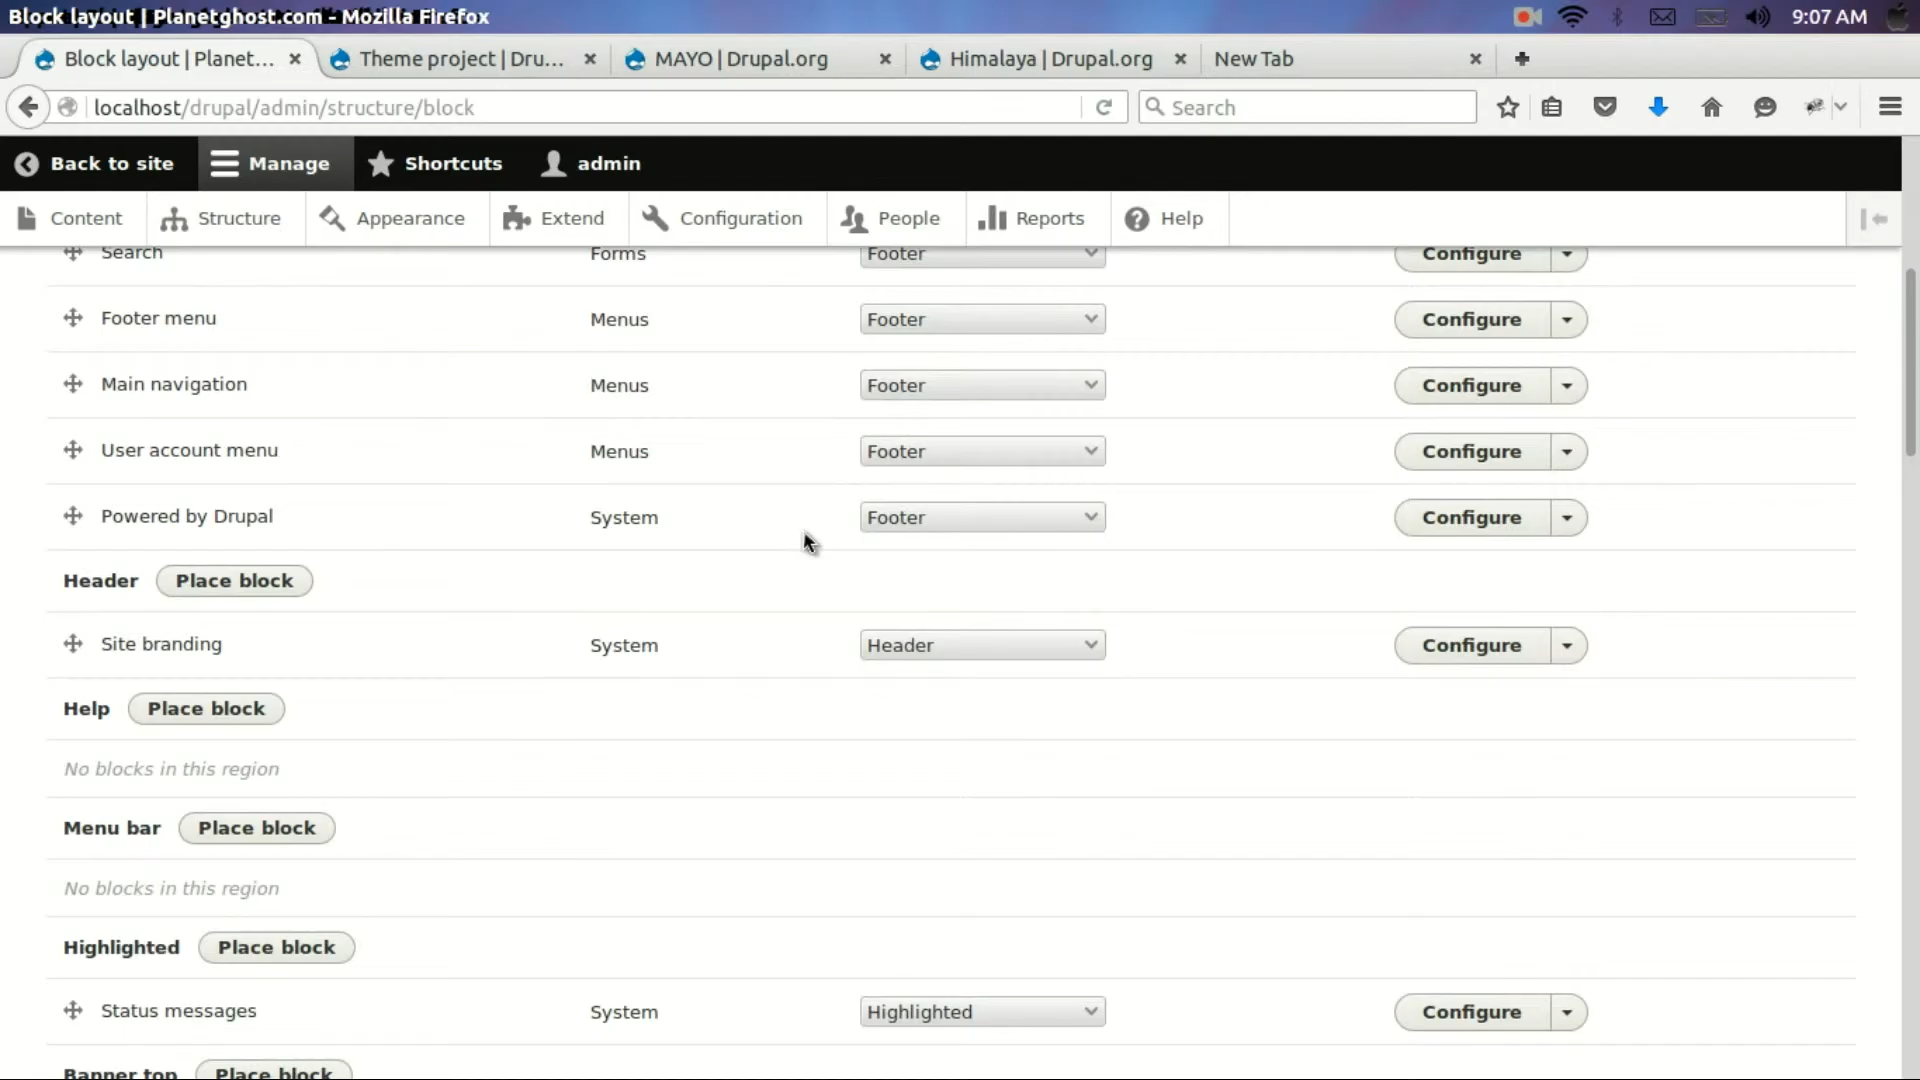 Block layout | Planetghost.com - Mozilla Firefox
9:07 AM
Block layout | Planet...
Theme project | Dru...
MAYO | Drupal.org
Himalaya | Drupal.org
New Tab
localhost/drupal/admin/structure/block
Search
Back to site
Manage
Shortcuts
admin
Content
Structure
Appearance
Extend
Configuration
People
Reports
Help
Search Forms Footer Configure
Footer menu Menus Footer Configure
Main navigation Menus Footer Configure
User account menu Menus Footer Configure
Powered by Drupal System Footer Configure
Header Place block
Site branding System Header Configure
Help Place block
No blocks in this region
Menu bar Place block
No blocks in this region
Highlighted Place block
Status messages System Highlighted Configure
Banner top Place block